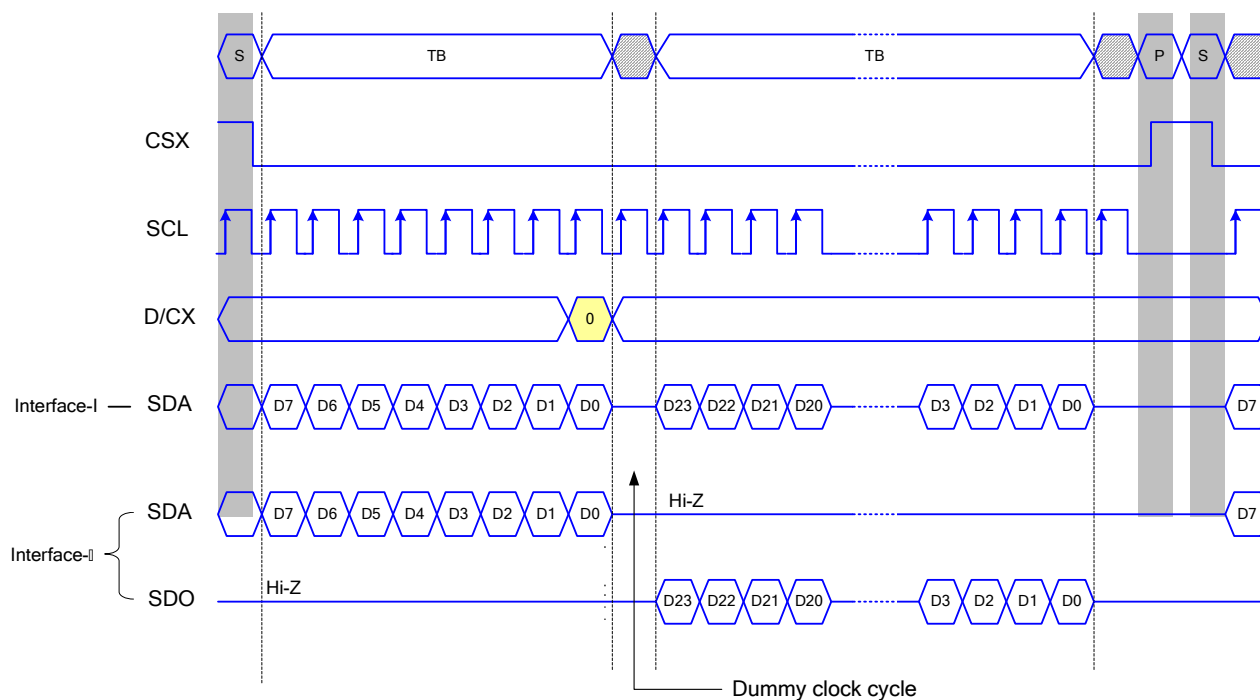 S TB TB P S
CSX
SCL
D/CX 0
Interface-I SDA D7 D6 D5 D4 D3 D2 D1 D0 D23 D22 D21 D20 D3 D2 D1 D0 D7
SDA D7 D6 D5 D4 D3 D2 D1 D0 Hi-Z D7
Interface-▯
SDO Hi-Z D23 D22 D21 D20 D3 D2 D1 D0
Dummy clock cycle